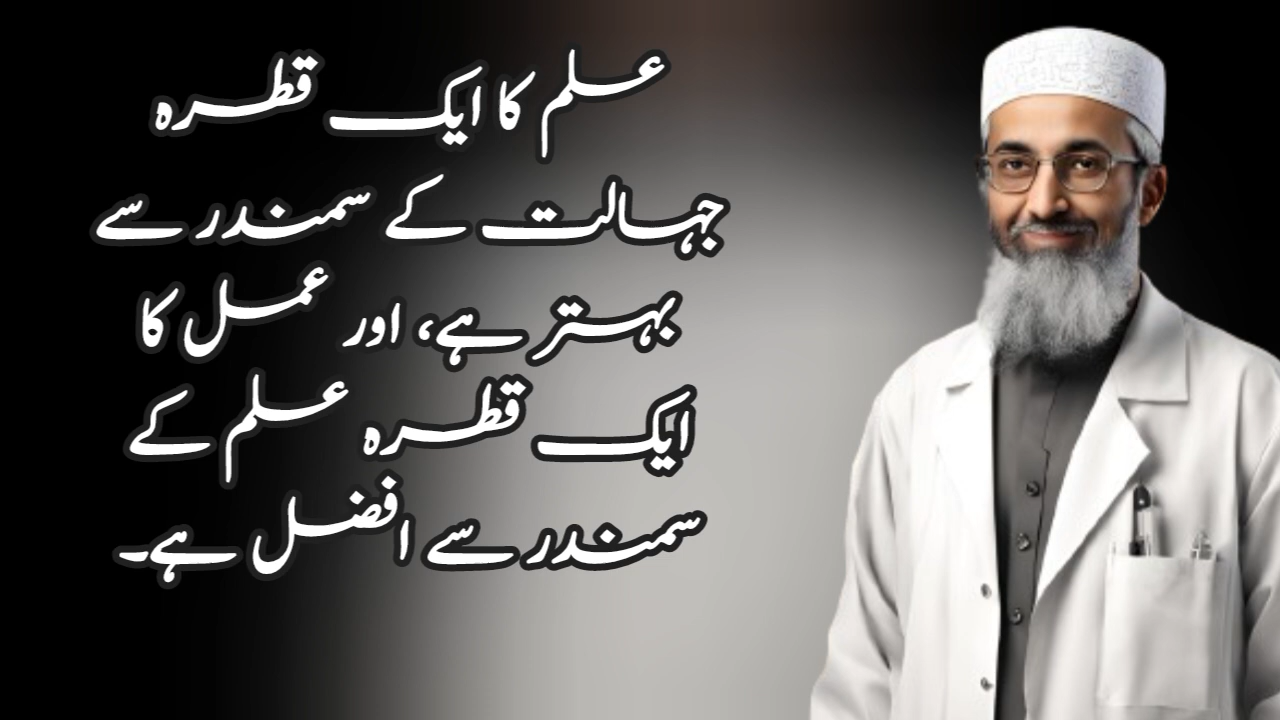 علم کا ایک قطرہ
جہالت کے سمندر سے
بہتر ہے، اور عمل کا
ایک قطرہ علم کے
سمندر سے افضل ہے۔